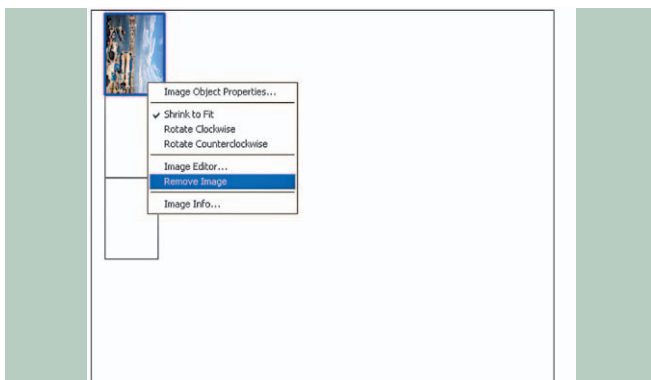 Image Object Properties...
Shrink to Fit
Rotate Clockwise
Rotate Counterclockwise
Image Editor...
Remove Image
Image Info...